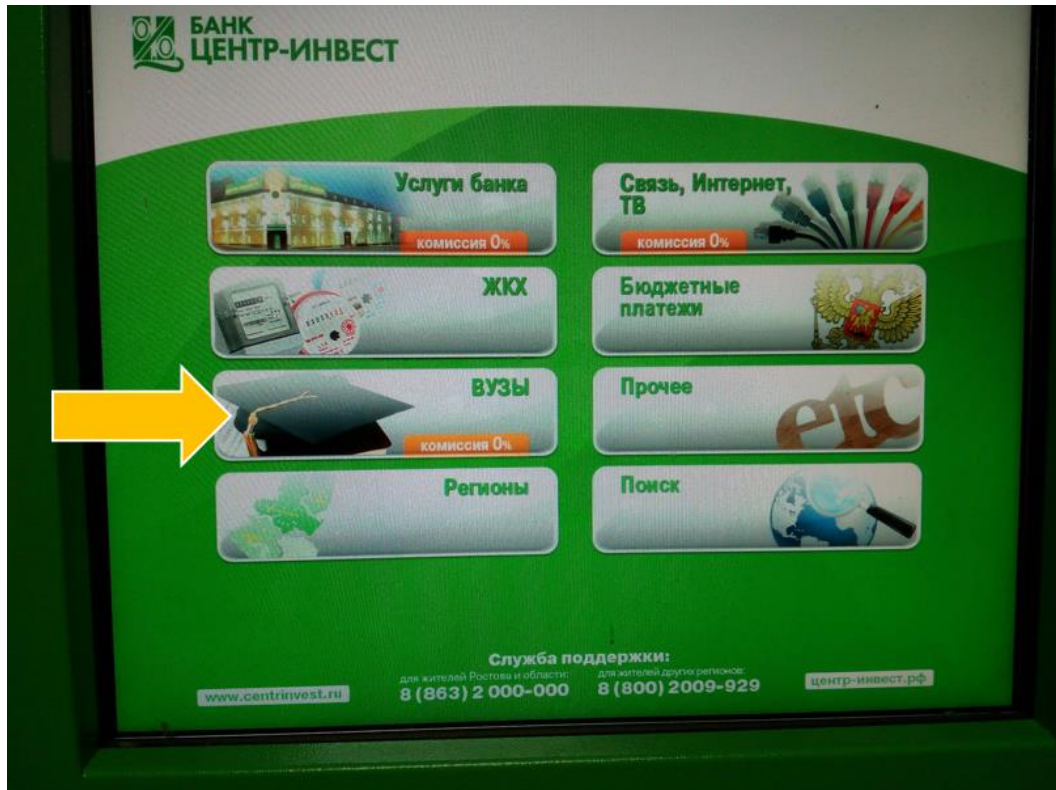 БАНК
ЦЕНТР-ИНВЕСТ
Услуги банка
комиссия 0%
Связь, Интернет,
ТВ
комиссия 0%
ЖКХ
Бюджетные
платежи
ВУЗЫ
комиссия 0%
Прочее
etc
Регионы
Поиск
Служба поддержки:
для жителей Ростова и области:
8 (863) 2 000-000
для жителей других регионов:
8 (800) 2009-929
www.centrinvest.ru
центр-инвест.рф